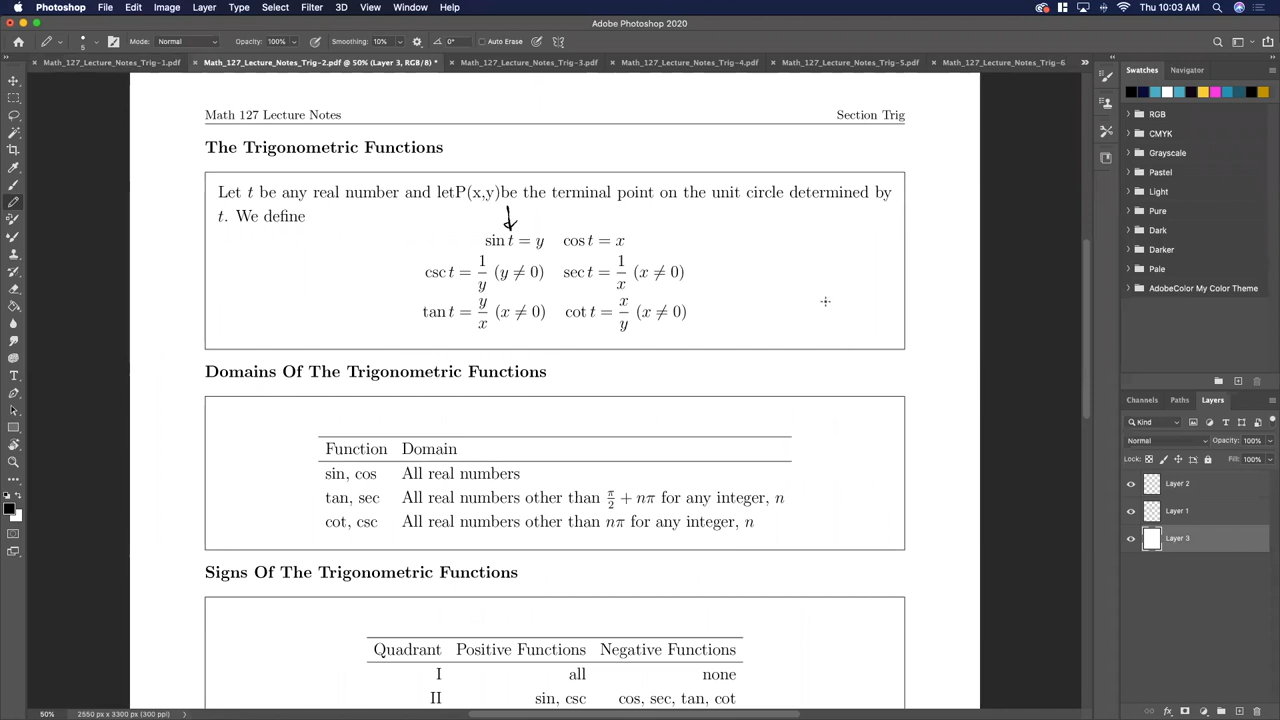 Photoshop File Edit Image Layer Type Select Filter 3D View Window Help Thu 10:03 AM
Adobe Photoshop 2020
5 Mode: Normal Opacity: 100% Smoothing: 10% 0° Auto Erase
Math_127_Lecture_Notes_Trig-1.pdf Math_127_Lecture_Notes_Trig-2.pdf @ 50% (Layer 3, RGB/8) * Math_127_Lecture_Notes_Trig-3.pdf Math_127_Lecture_Notes_Trig-4.pdf Math_127_Lecture_Notes_Trig-5.pdf Math_127_Lecture_Notes_Trig-6
Math 127 Lecture Notes Section Trig
The Trigonometric Functions
Let t be any real number and letP(x,y)be the terminal point on the unit circle determined by
t. We define
sin t = y cos t = x
csc t = 1/y (y ≠ 0) sec t = 1/x (x ≠ 0)
tan t = y/x (x ≠ 0) cot t = x/y (x ≠ 0)
Domains Of The Trigonometric Functions
Function Domain
sin, cos All real numbers
tan, sec All real numbers other than π/2 + nπ for any integer, n
cot, csc All real numbers other than nπ for any integer, n
Signs Of The Trigonometric Functions
Quadrant Positive Functions Negative Functions
I all none
II sin, csc cos, sec, tan, cot
50% 2550 px x 3300 px (300 ppi)
Swatches Navigator
RGB
CMYK
Grayscale
Pastel
Light
Pure
Dark
Darker
Pale
AdobeColor My Color Theme
Channels Paths Layers
Kind
Normal Opacity: 100%
Lock: Fill: 100%
Layer 2
Layer 1
Layer 3